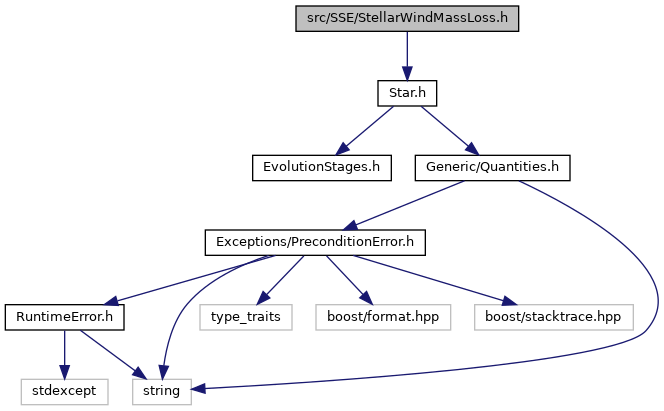 src/SSE/StellarWindMassLoss.h
Star.h
EvolutionStages.h
Generic/Quantities.h
Exceptions/PreconditionError.h
RuntimeError.h
type_traits
boost/format.hpp
boost/stacktrace.hpp
stdexcept
string